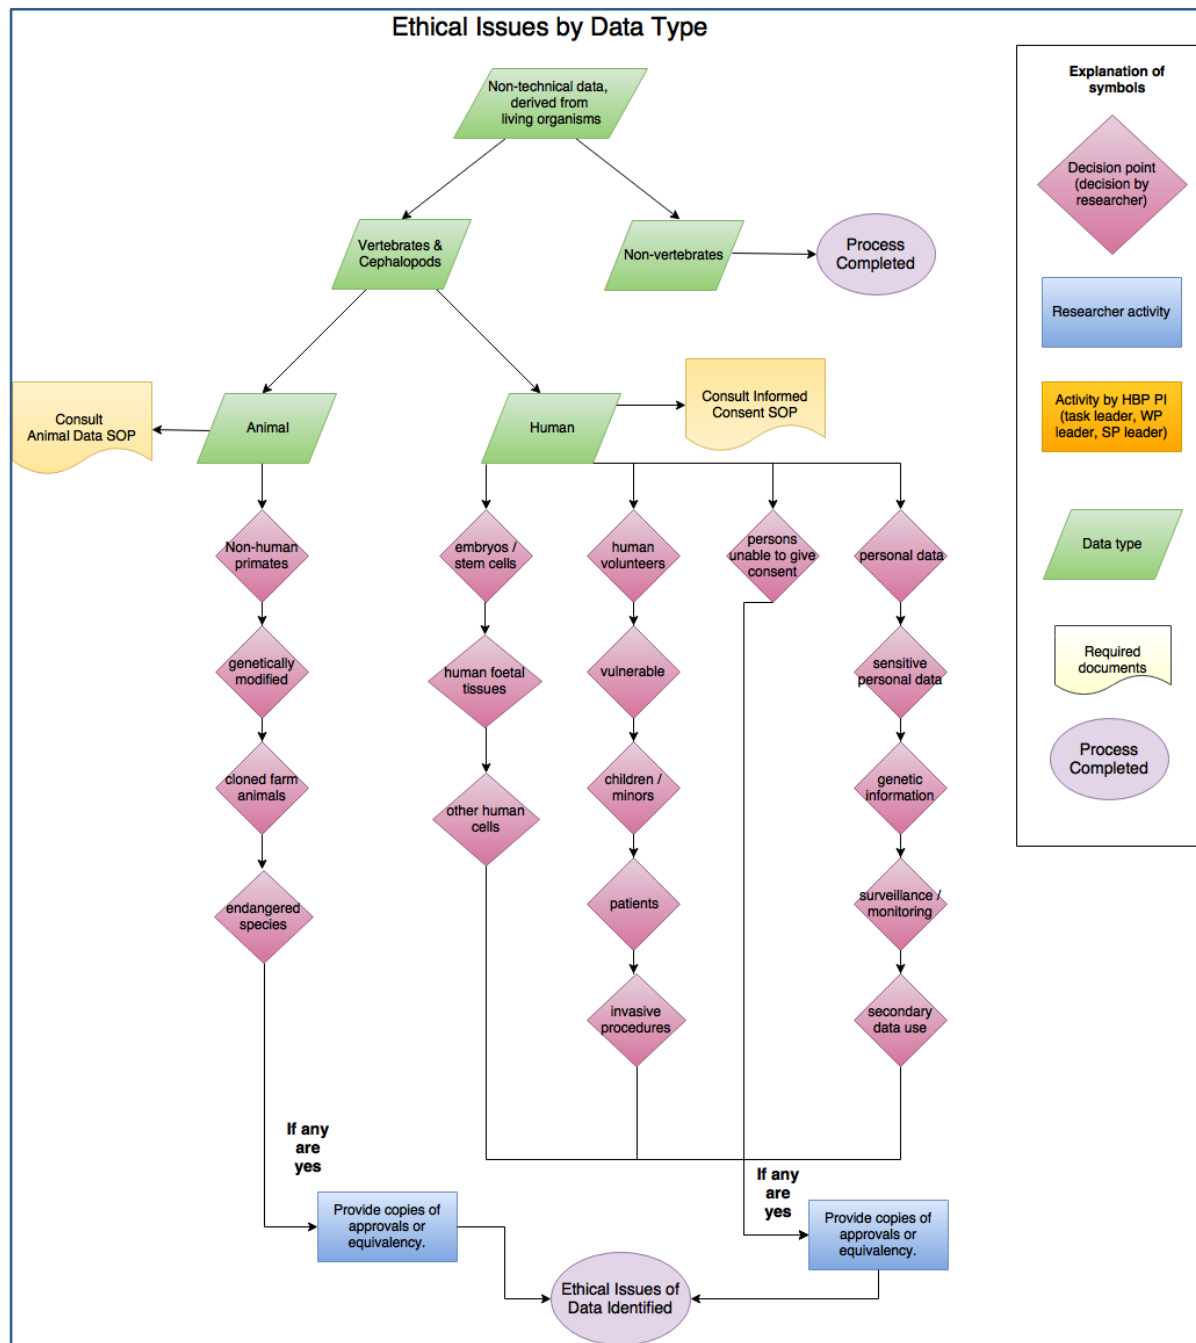 Ethical Issues by Data Type
Non-technical data,
derived from
living organisms
Vertebrates &
Cephalopods
Non-vertebrates
Process
Completed
Consult
Animal Data SOP
Animal
Human
Consult Informed
Consent SOP
Non-human
primates
genetically
modified
cloned farm
animals
endangered
species
embryos /
stem cells
human foetal
tissues
other human
cells
human
volunteers
vulnerable
children /
minors
patients
invasive
procedures
persons
unable to give
consent
personal data
sensitive
personal data
genetic
information
surveillance /
monitoring
secondary
data use
If any
are
yes
Provide copies of
approvals or
equivalency.
If any
are
yes
Provide copies of
approvals or
equivalency.
Ethical Issues of
Data Identified
Explanation of
symbols
Decision point
(decision by
researcher)
Researcher activity
Activity by HBP PI
(task leader, WP
leader, SP leader)
Data type
Required
documents
Process
Completed